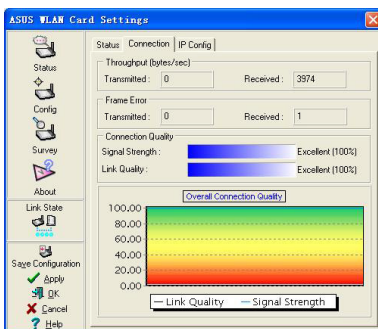 ASUS WLAN Card Settings
Status
Config
Survey
About
Link State
Save Configuration
Apply
OK
Cancel
Help
Status Connection IP Config
Throughput (bytes/sec)
Transmitted : 0 Received : 3974
Frame Error
Transmitted : 0 Received : 1
Connection Quality
Signal Strength : Excellent (100%)
Link Quality : Excellent (100%)
Overall Connection Quality
100.00
80.00
60.00
40.00
20.00
0.00
Link Quality Signal Strength